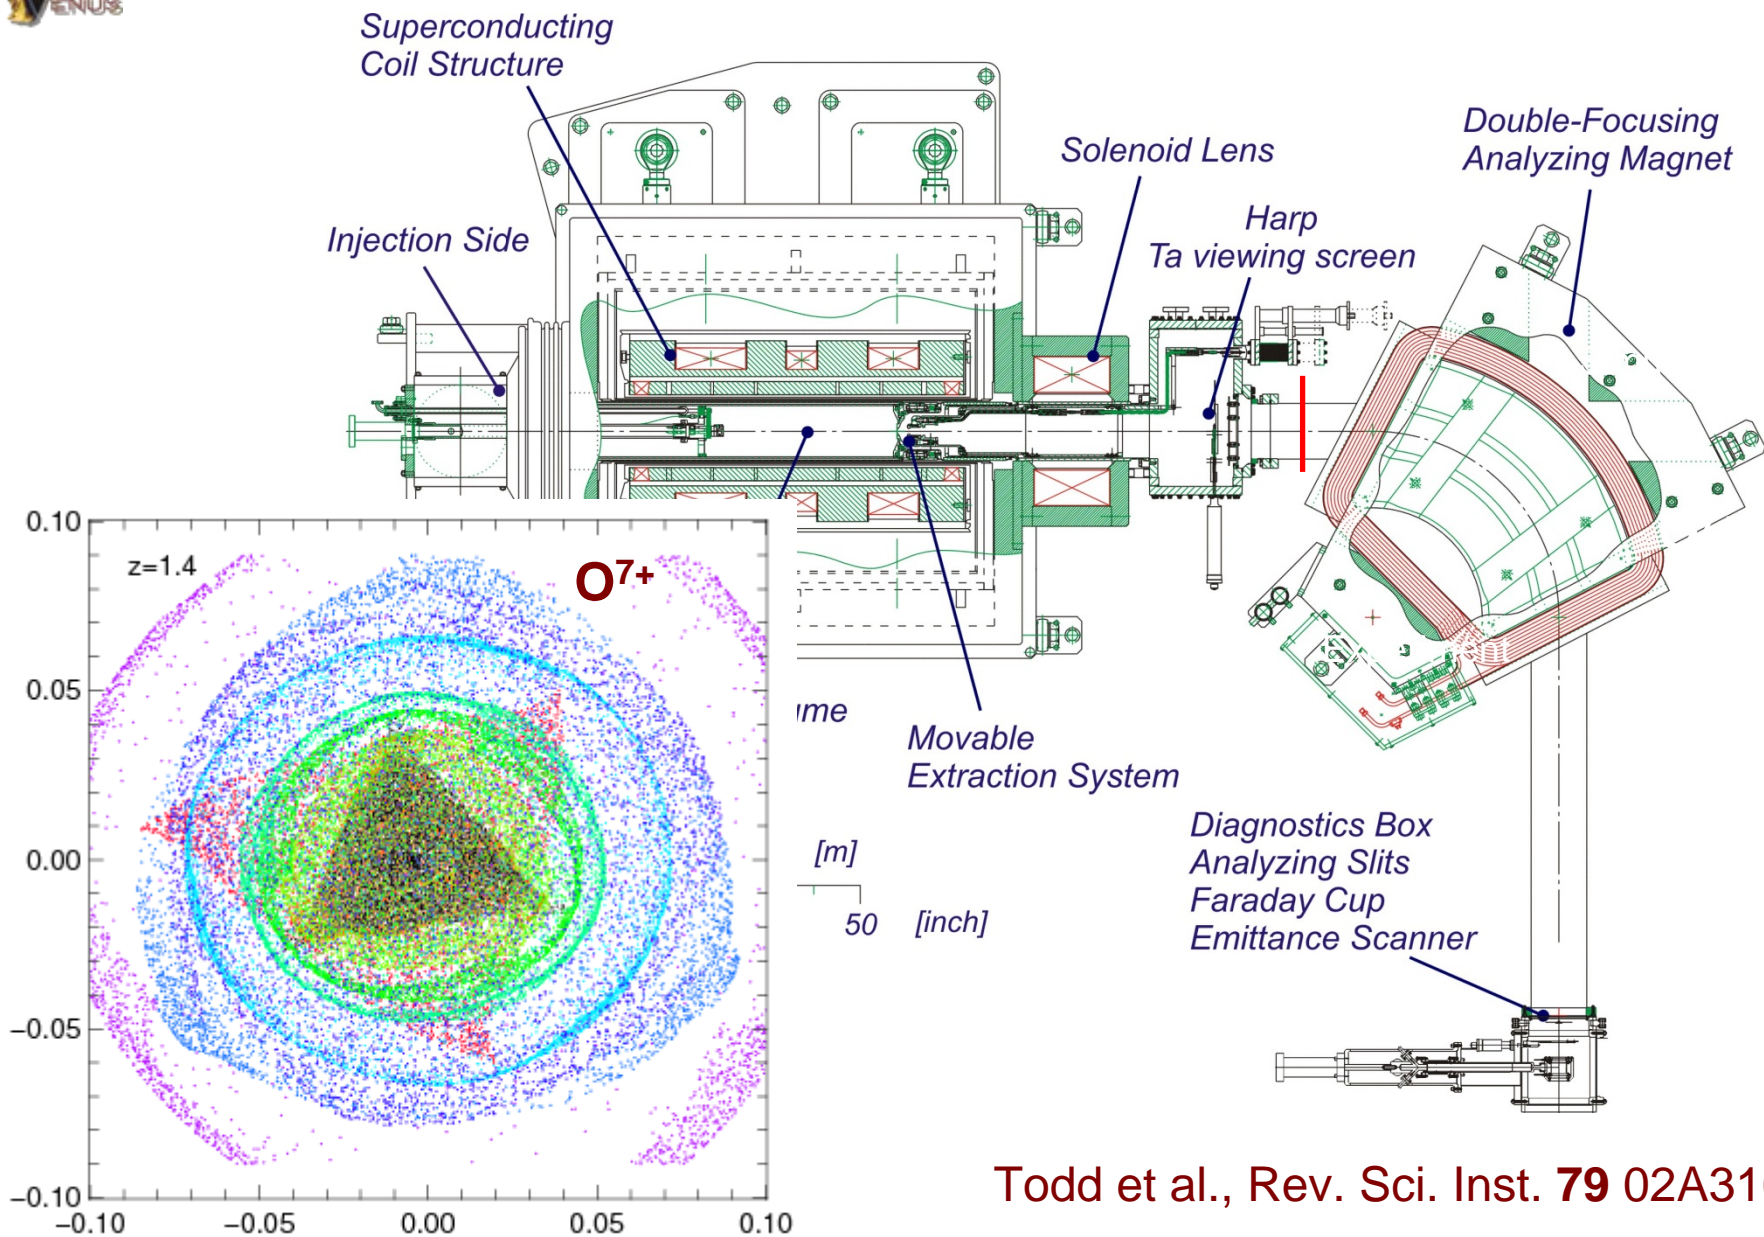 VENUS
Superconducting
Coil Structure
Double-Focusing
Analyzing Magnet
Solenoid Lens
Harp
Ta viewing screen
Injection Side
0.10
z=1.4
O7+
0.05
0.00
−0.05
−0.10
−0.10
−0.05
0.00
0.05
0.10
Movable
Extraction System
[m]
50
[inch]
Diagnostics Box
Analyzing Slits
Faraday Cup
Emittance Scanner
Todd et al., Rev. Sci. Inst. 79 02A31